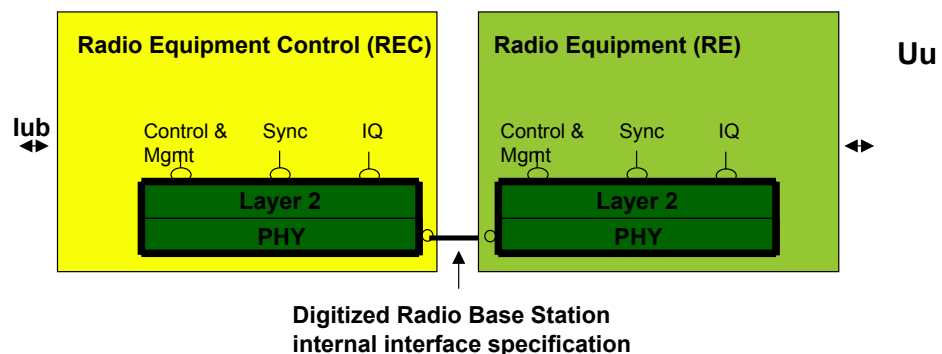 Radio Equipment Control (REC)
Radio Equipment (RE)
Uu
Iub
Control &
Mgmt
Sync
IQ
Control &
Mgmt
Sync
IQ
Layer 2
PHY
Layer 2
PHY
Digitized Radio Base Station
internal interface specification